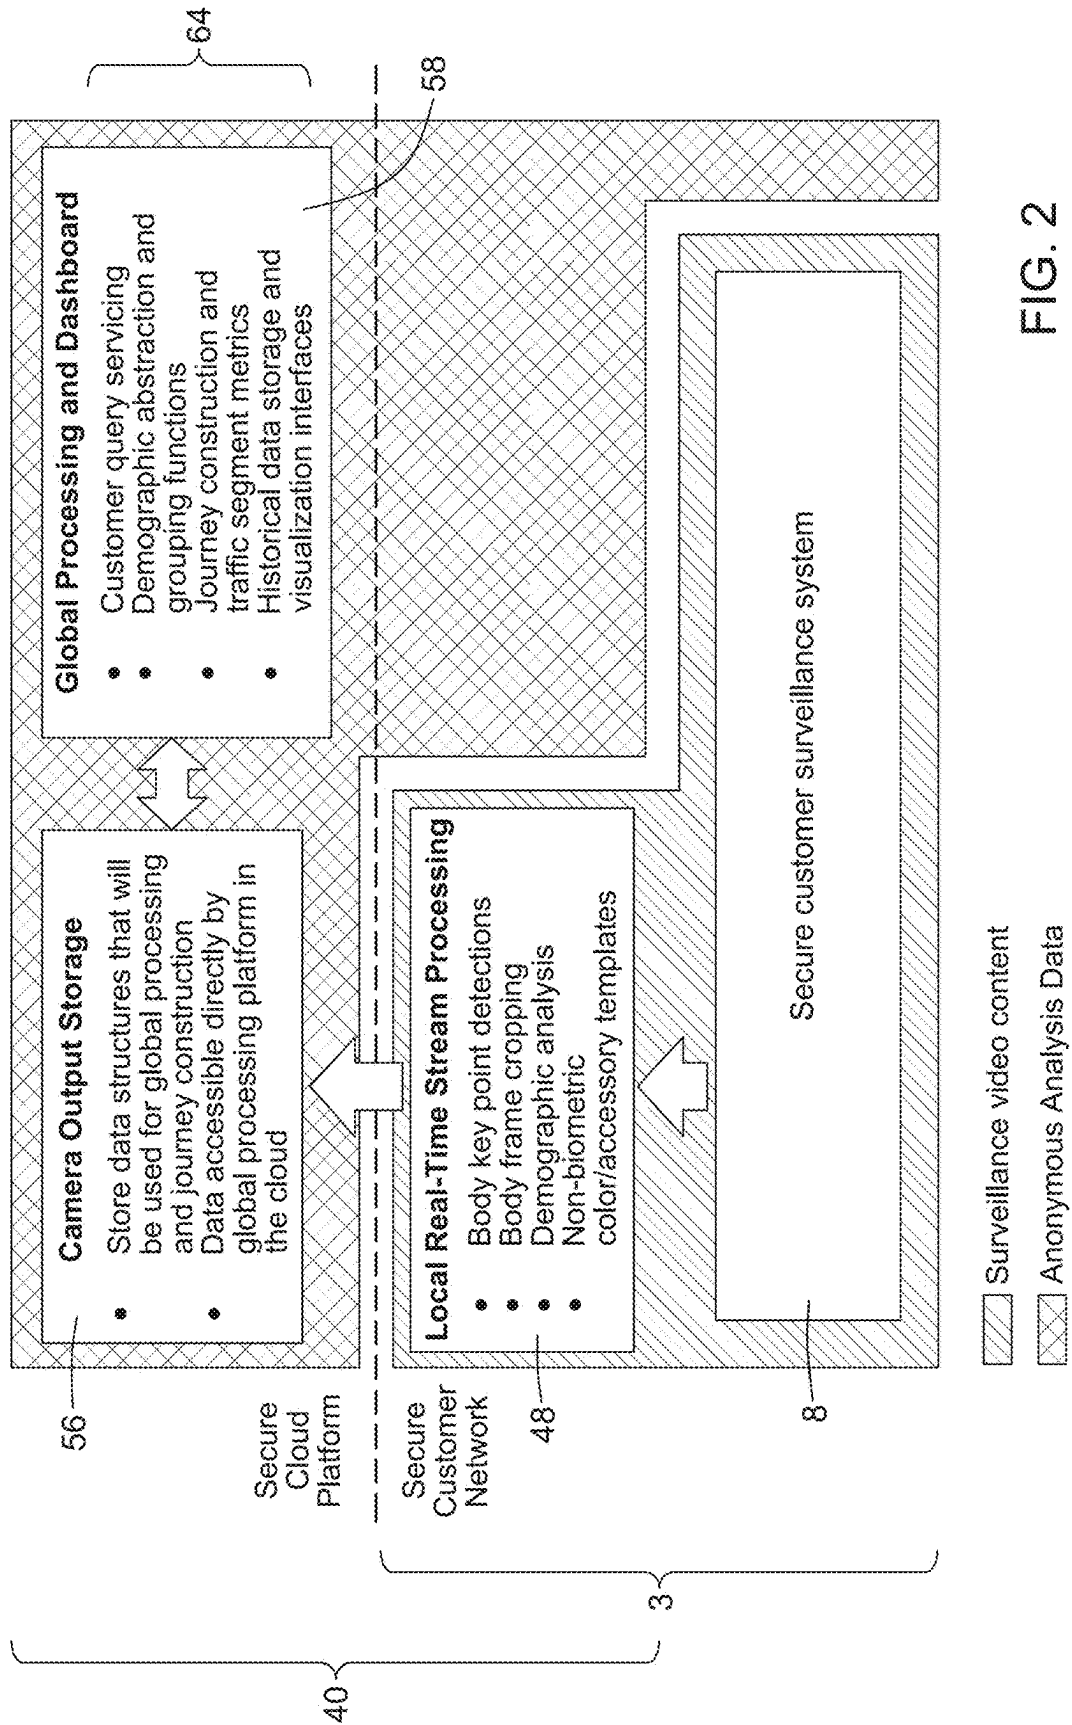 64
56
Camera Output Storage
• Store data structures that will
be used for global processing
and journey construction
• Data accessible directly by
global processing platform in
the cloud
Global Processing and Dashboard
• Customer query servicing
• Demographic abstraction and
grouping functions
• Journey construction and
traffic segment metrics
• Historical data storage and
visualization interfaces
58
Secure
Cloud
Platform
40
Secure
Customer
Network
Local Real-Time Stream Processing
• Body key point detections
• Body frame cropping
• Demographic analysis
• Non-biometric
color/accessory templates
48
3
Secure customer surveillance system
8
Surveillance video content
Anonymous Analysis Data
FIG. 2